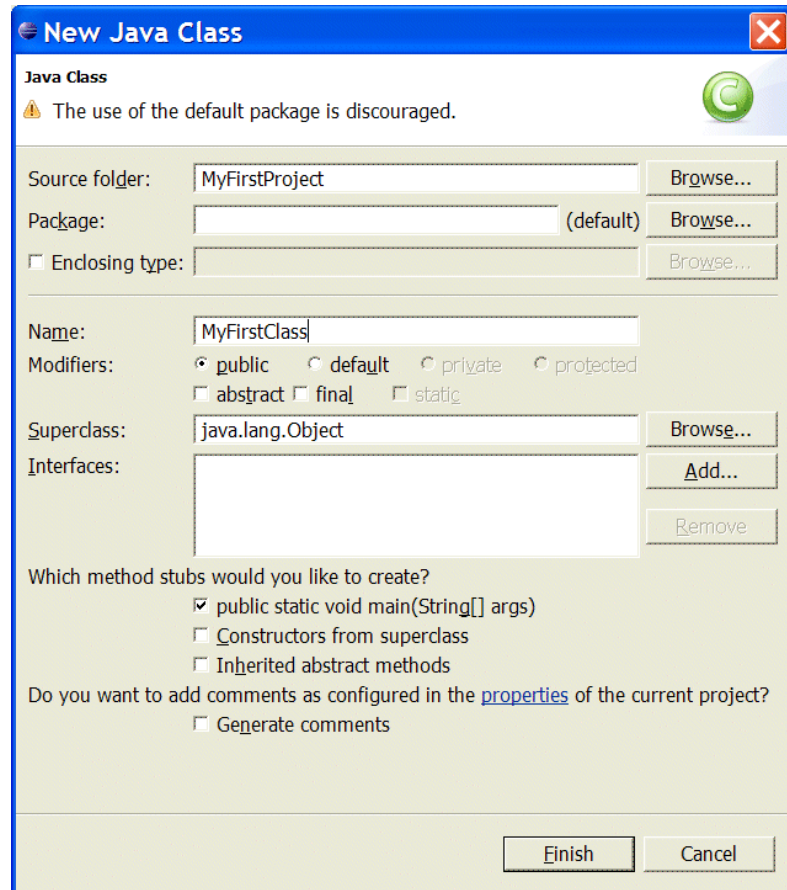 New Java Class
Java Class
The use of the default package is discouraged.
Source folder: MyFirstProject Browse...
Package: (default) Browse...
Enclosing type: Browse...
Name: MyFirstClass
Modifiers: public default private protected
abstract final static
Superclass: java.lang.Object Browse...
Interfaces: Add...
Remove
Which method stubs would you like to create?
public static void main(String[] args)
Constructors from superclass
Inherited abstract methods
Do you want to add comments as configured in the properties of the current project?
Generate comments
Finish Cancel